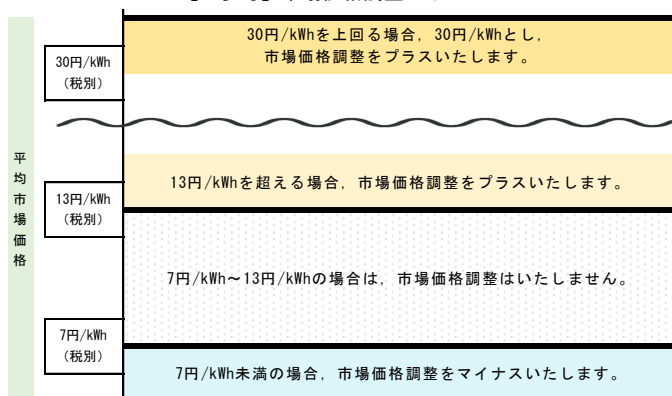 30円/kWhを上回る場合，30円/kWhとし，
市場価格調整をプラスいたします。
30円/kWh
（税別）
平均市場価格
13円/kWhを超える場合，市場価格調整をプラスいたします。
13円/kWh
（税別）
7円/kWh～13円/kWhの場合は，市場価格調整はいたしません。
7円/kWh
（税別）
7円/kWh未満の場合，市場価格調整をマイナスいたします。